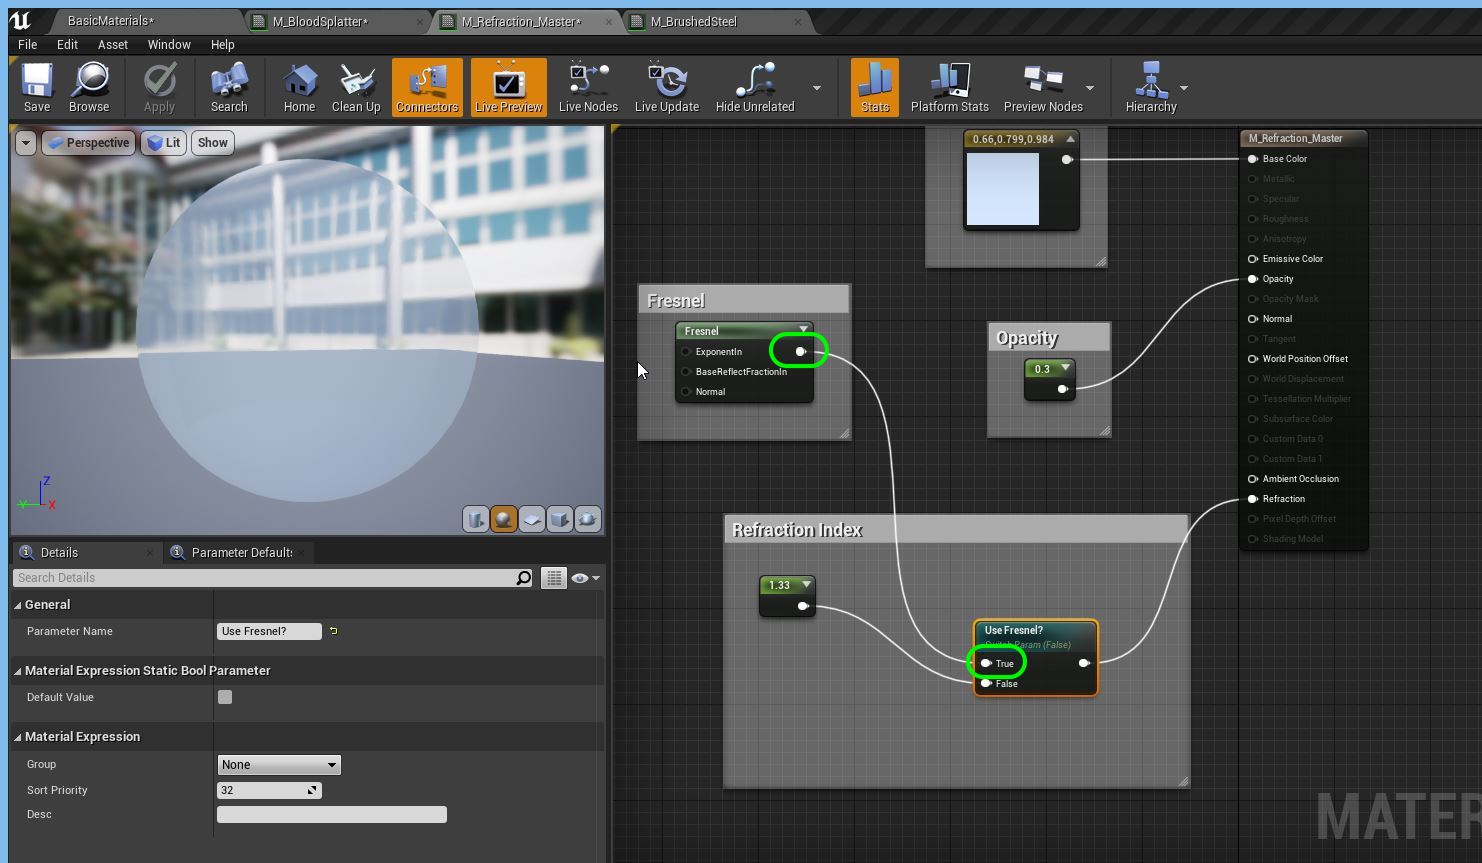 BasicMaterials*
M_BloodSplatter*
M_Refraction_Master*
M_BrushedSteel
File Edit Asset Window Help
Save Browse Apply Search Home Clean Up Connectors Live Preview Live Nodes Live Update Hide Unrelated Stats Platform Stats Preview Nodes Hierarchy
Perspective Lit Show
Z
Y X
Details
Parameter Defaults
Search Details
General
Parameter Name Use Fresnel?
Material Expression Static Bool Parameter
Default Value
Material Expression
Group None
Sort Priority 32
Desc
0.66,0.799,0.984
Fresnel
Fresnel
ExponentIn
BaseReflectFractionIn
Normal
Opacity
0.3
Refraction Index
1.33
Use Fresnel?
Switch Param (False)
True
False
M_Refraction_Master
Base Color
Metallic
Specular
Roughness
Anisotropy
Emissive Color
Opacity
Opacity Mask
Normal
Tangent
World Position Offset
World Displacement
Tessellation Multiplier
Subsurface Color
Custom Data 0
Custom Data 1
Ambient Occlusion
Refraction
Pixel Depth Offset
Shading Model
MATER